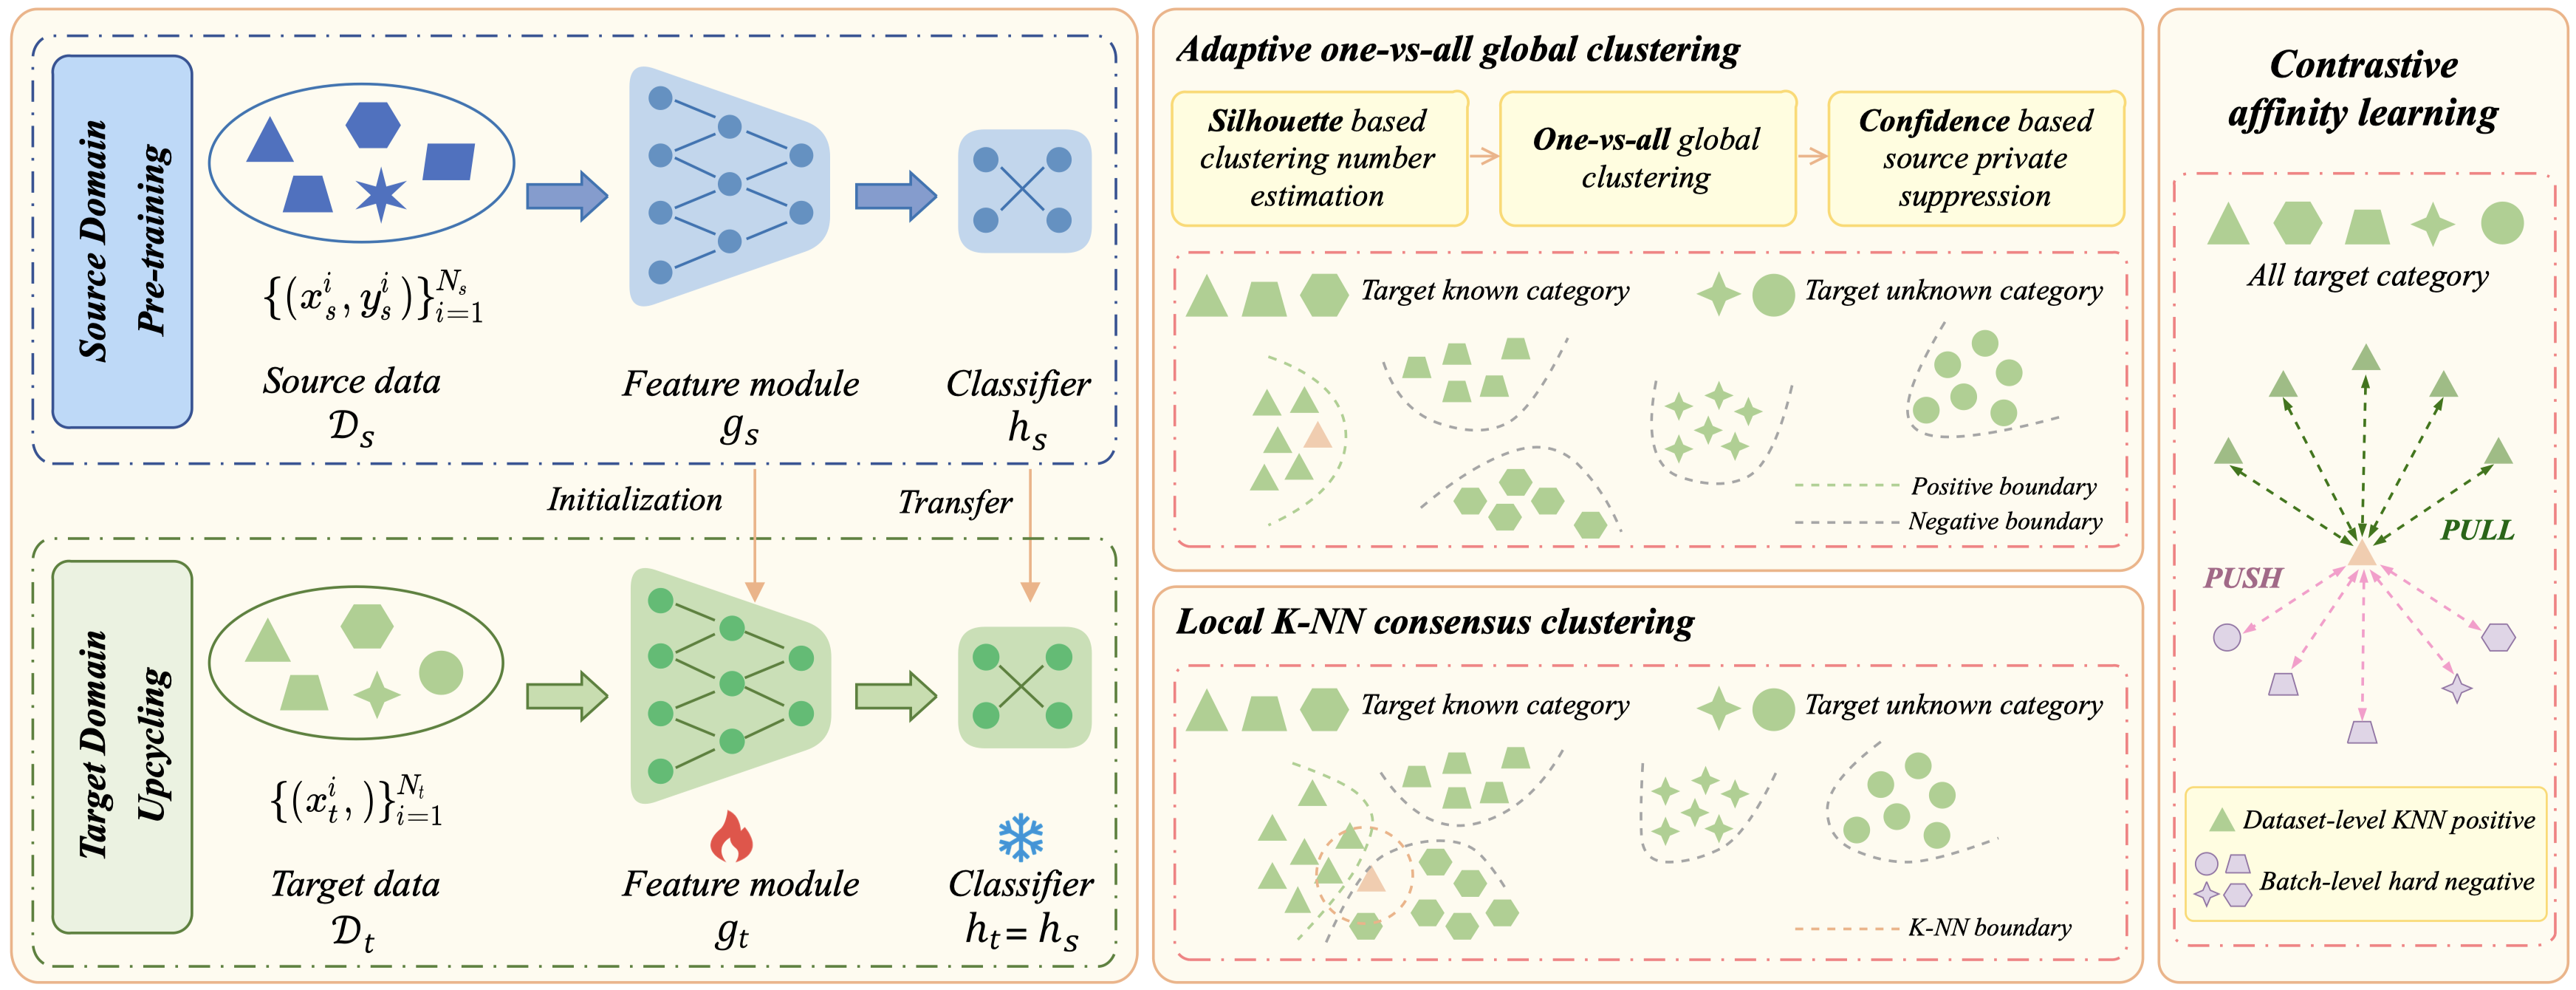 Source Domain
Pre-training
{(x_s^i, y_s^i)}_{i=1}^{N_s}
Source data
𝒟_s
Feature module
g_s
Classifier
h_s
Initialization
Transfer
Target Domain
Upcycling
{(x_t^i, )}_{i=1}^{N_t}
Target data
𝒟_t
Feature module
g_t
Classifier
h_t = h_s
Adaptive one-vs-all global clustering
Silhouette based
clustering number
estimation
One-vs-all global
clustering
Confidence based
source private
suppression
Target known category
Target unknown category
Positive boundary
Negative boundary
Local K-NN consensus clustering
Target known category
Target unknown category
K-NN boundary
Contrastive
affinity learning
All target category
PULL
PUSH
Dataset-level KNN positive
Batch-level hard negative